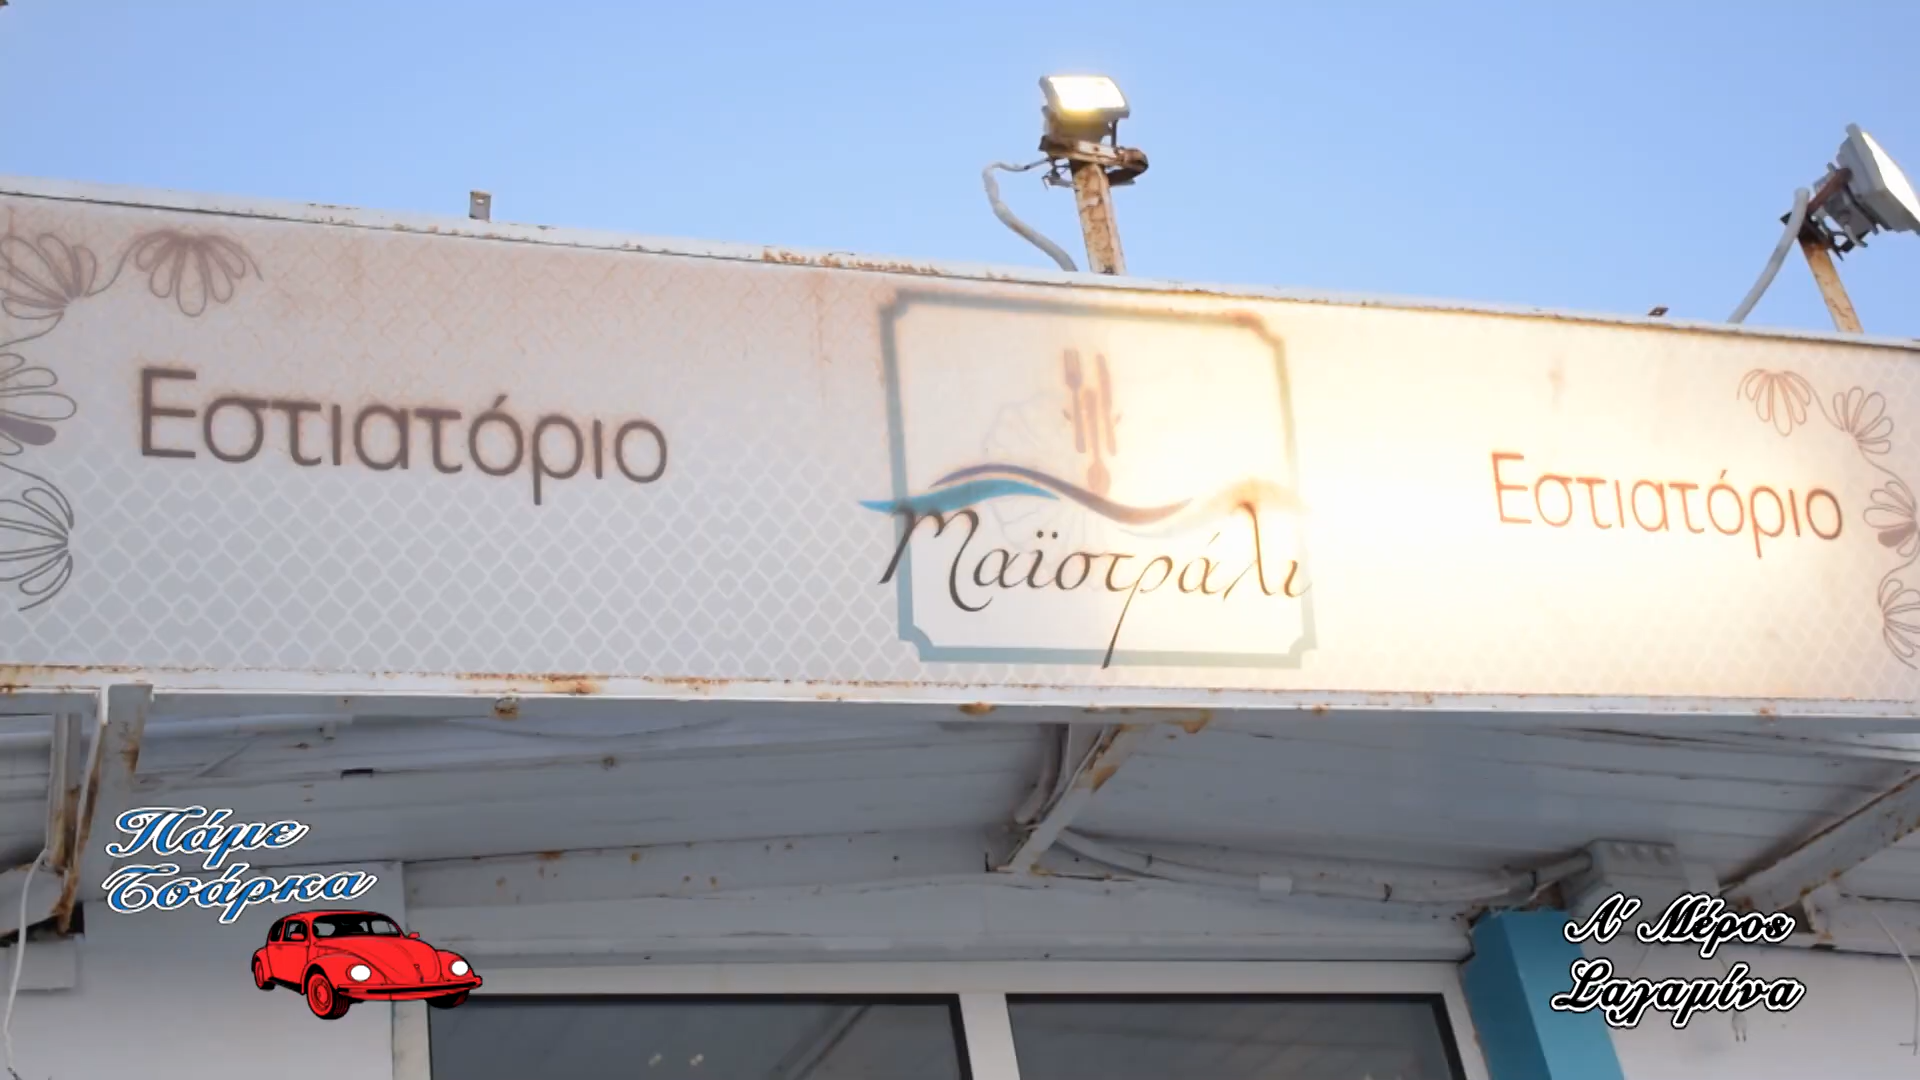 Εστιατόριο
Μαϊστράλι
Εστιατόριο
Πάμε
Τσάρκα
Α' Μέρος
Σαλαμίνα